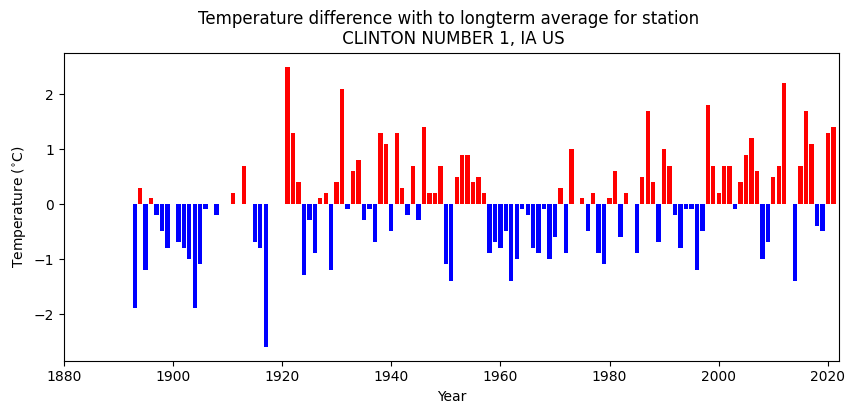 Temperature difference with to longterm average for station
CLINTON NUMBER 1, IA US
Temperature (°C)
2
1
0
−1
−2
1880 1900 1920 1940 1960 1980 2000 2020
Year